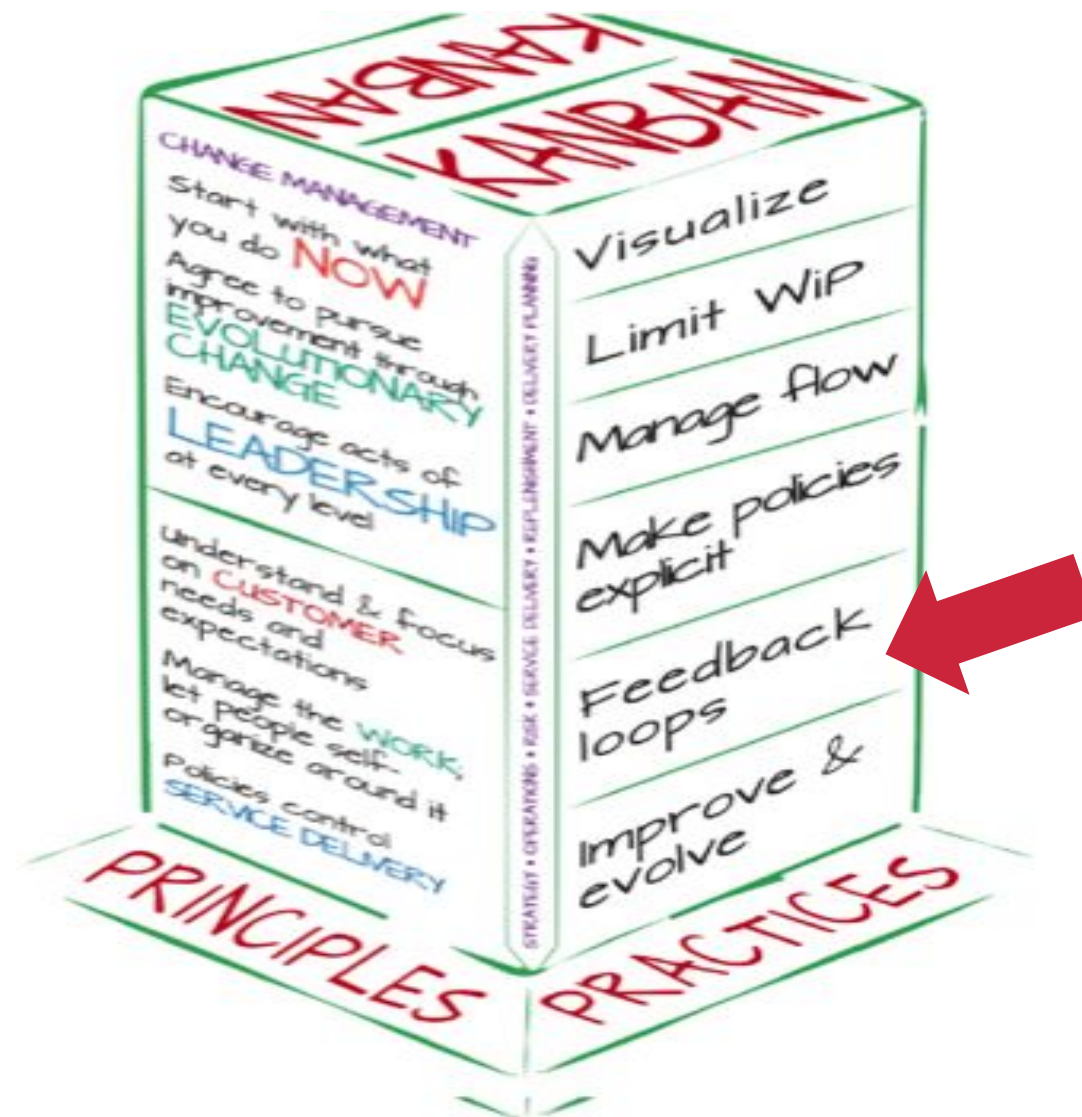 KANBAN
KANBAN
CHANGE MANAGEMENT
Start with what
you do NOW
Agree to pursue
improvement through
EVOLUTIONARY
CHANGE
Encourage acts of
LEADERSHIP
at every level
Understand & focus
on CUSTOMER
needs and
expectations
Manage the WORK,
let people self-
organize around it
Policies control
SERVICE DELIVERY
PRINCIPLES
STRATEGY • OPERATIONS • RISK • SERVICE DELIVERY • REPLENISHMENT • DELIVERY PLANNING
Visualize
Limit WiP
Manage flow
Make policies
explicit
Feedback
loops
Improve &
evolve
PRACTICES